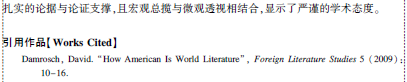 扎实的论据与论证支撑,且宏观总揽与微观透视相结合,显示了严谨的学术态度。
引用作品【Works Cited】
Damrosch, David. "How American Is World Literature", Foreign Literature Studies 5 (2009):
10-16.